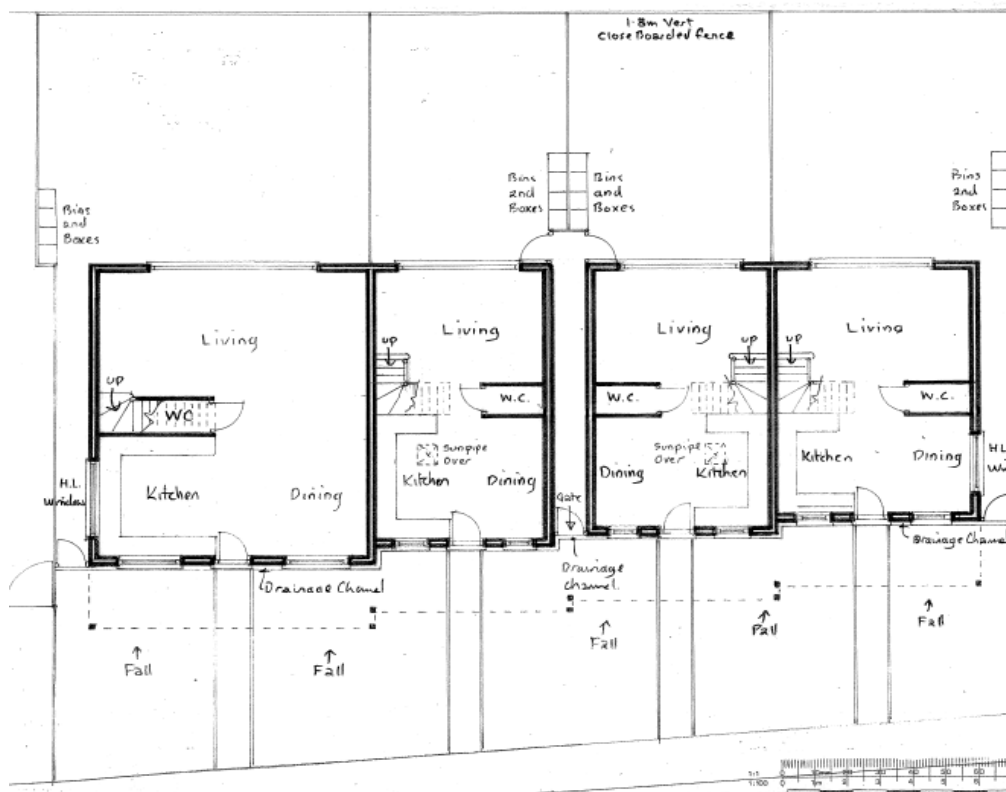 1.8m Vert
Close Boarded fence
Bins
and
Boxes
Bins
and
Boxes
Bins
and
Boxes
Bins
and
Boxes
Living
Living
Living
Living
up
up
up
up
WC
W.C.
W.C.
W.C.
Sunpipe
Over
Sunpipe
Over
H.L.
Window
Kitchen
Dining
Kitchen
Dining
Dining
Kitchen
Kitchen
Dining
H.L.
Gate
Drainage Channel
Drainage
Channel.
Drainage Channel
Fall
Fall
Fall
Fall
Fall
1:100